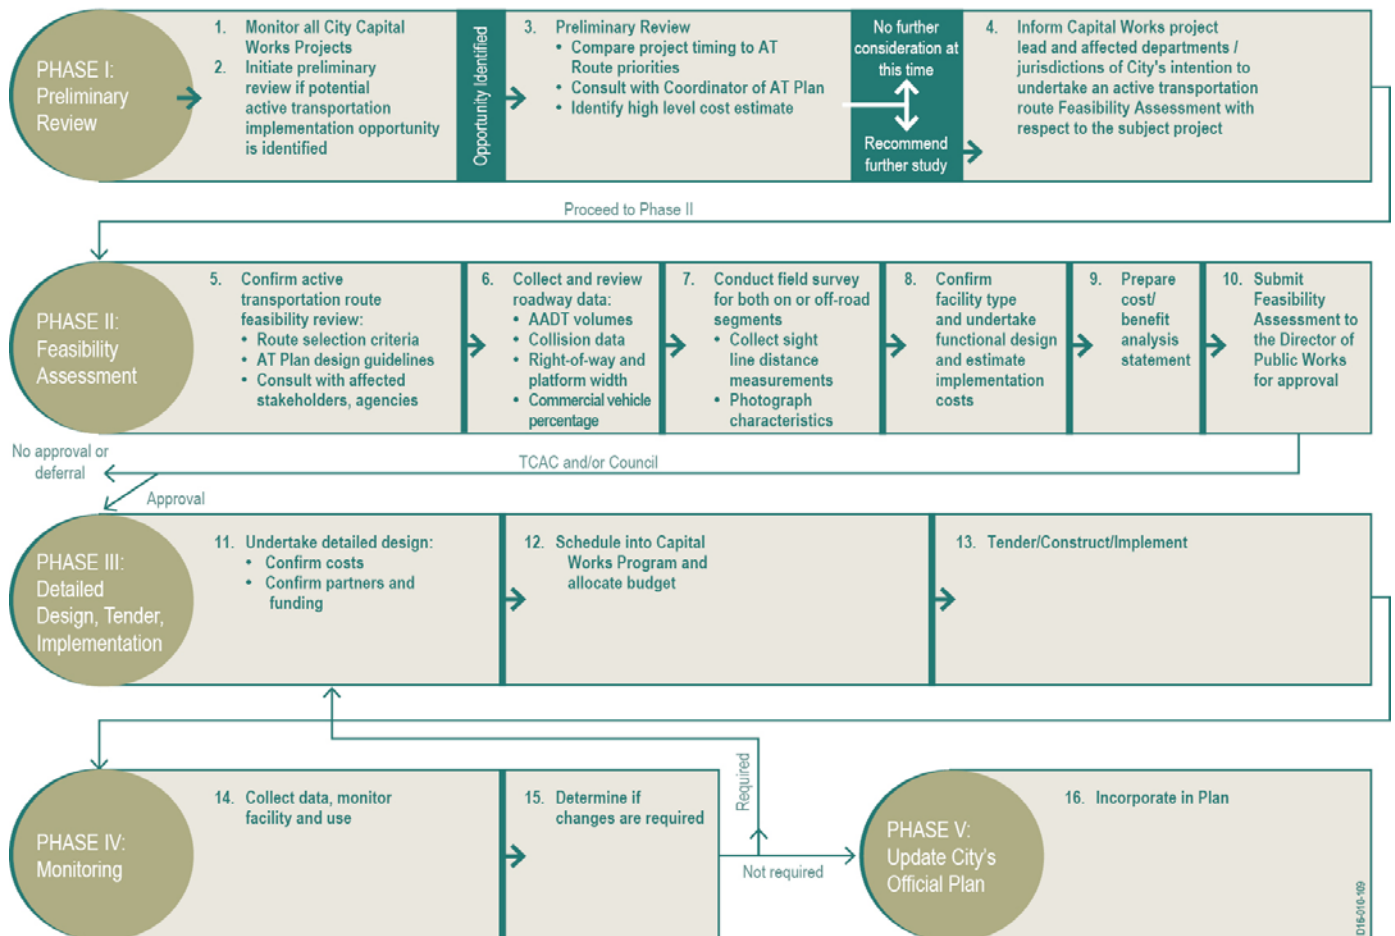 PHASE I:
Preliminary
Review
1. Monitor all City Capital
Works Projects
2. Initiate preliminary
review if potential
active transportation
implementation opportunity
is identified
Opportunity Identified
3. Preliminary Review
• Compare project timing to AT
Route priorities
• Consult with Coordinator of AT Plan
• Identify high level cost estimate
No further
consideration at
this time
Recommend
further study
4. Inform Capital Works project
lead and affected departments /
jurisdictions of City's intention to
undertake an active transportation
route Feasibility Assessment with
respect to the subject project
Proceed to Phase II
PHASE II:
Feasibility
Assessment
5. Confirm active
transportation route
feasibility review:
• Route selection criteria
• AT Plan design guidelines
• Consult with affected
stakeholders, agencies
6. Collect and review
roadway data:
• AADT volumes
• Collision data
• Right-of-way and
platform width
• Commercial vehicle
percentage
7. Conduct field survey
for both on or off-road
segments
• Collect sight
line distance
measurements
• Photograph
characteristics
8. Confirm
facility type
and undertake
functional design
and estimate
implementation
costs
9. Prepare
cost/
benefit
analysis
statement
10. Submit
Feasibility
Assessment to
the Director of
Public Works
for approval
No approval or
deferral
TCAC and/or Council
Approval
PHASE III:
Detailed
Design, Tender,
Implementation
11. Undertake detailed design:
• Confirm costs
• Confirm partners and
funding
12. Schedule into Capital
Works Program and
allocate budget
13. Tender/Construct/Implement
PHASE IV:
Monitoring
14. Collect data, monitor
facility and use
15. Determine if
changes are required
Required
Not required
PHASE V:
Update City's
Official Plan
16. Incorporate in Plan
D16-010-109